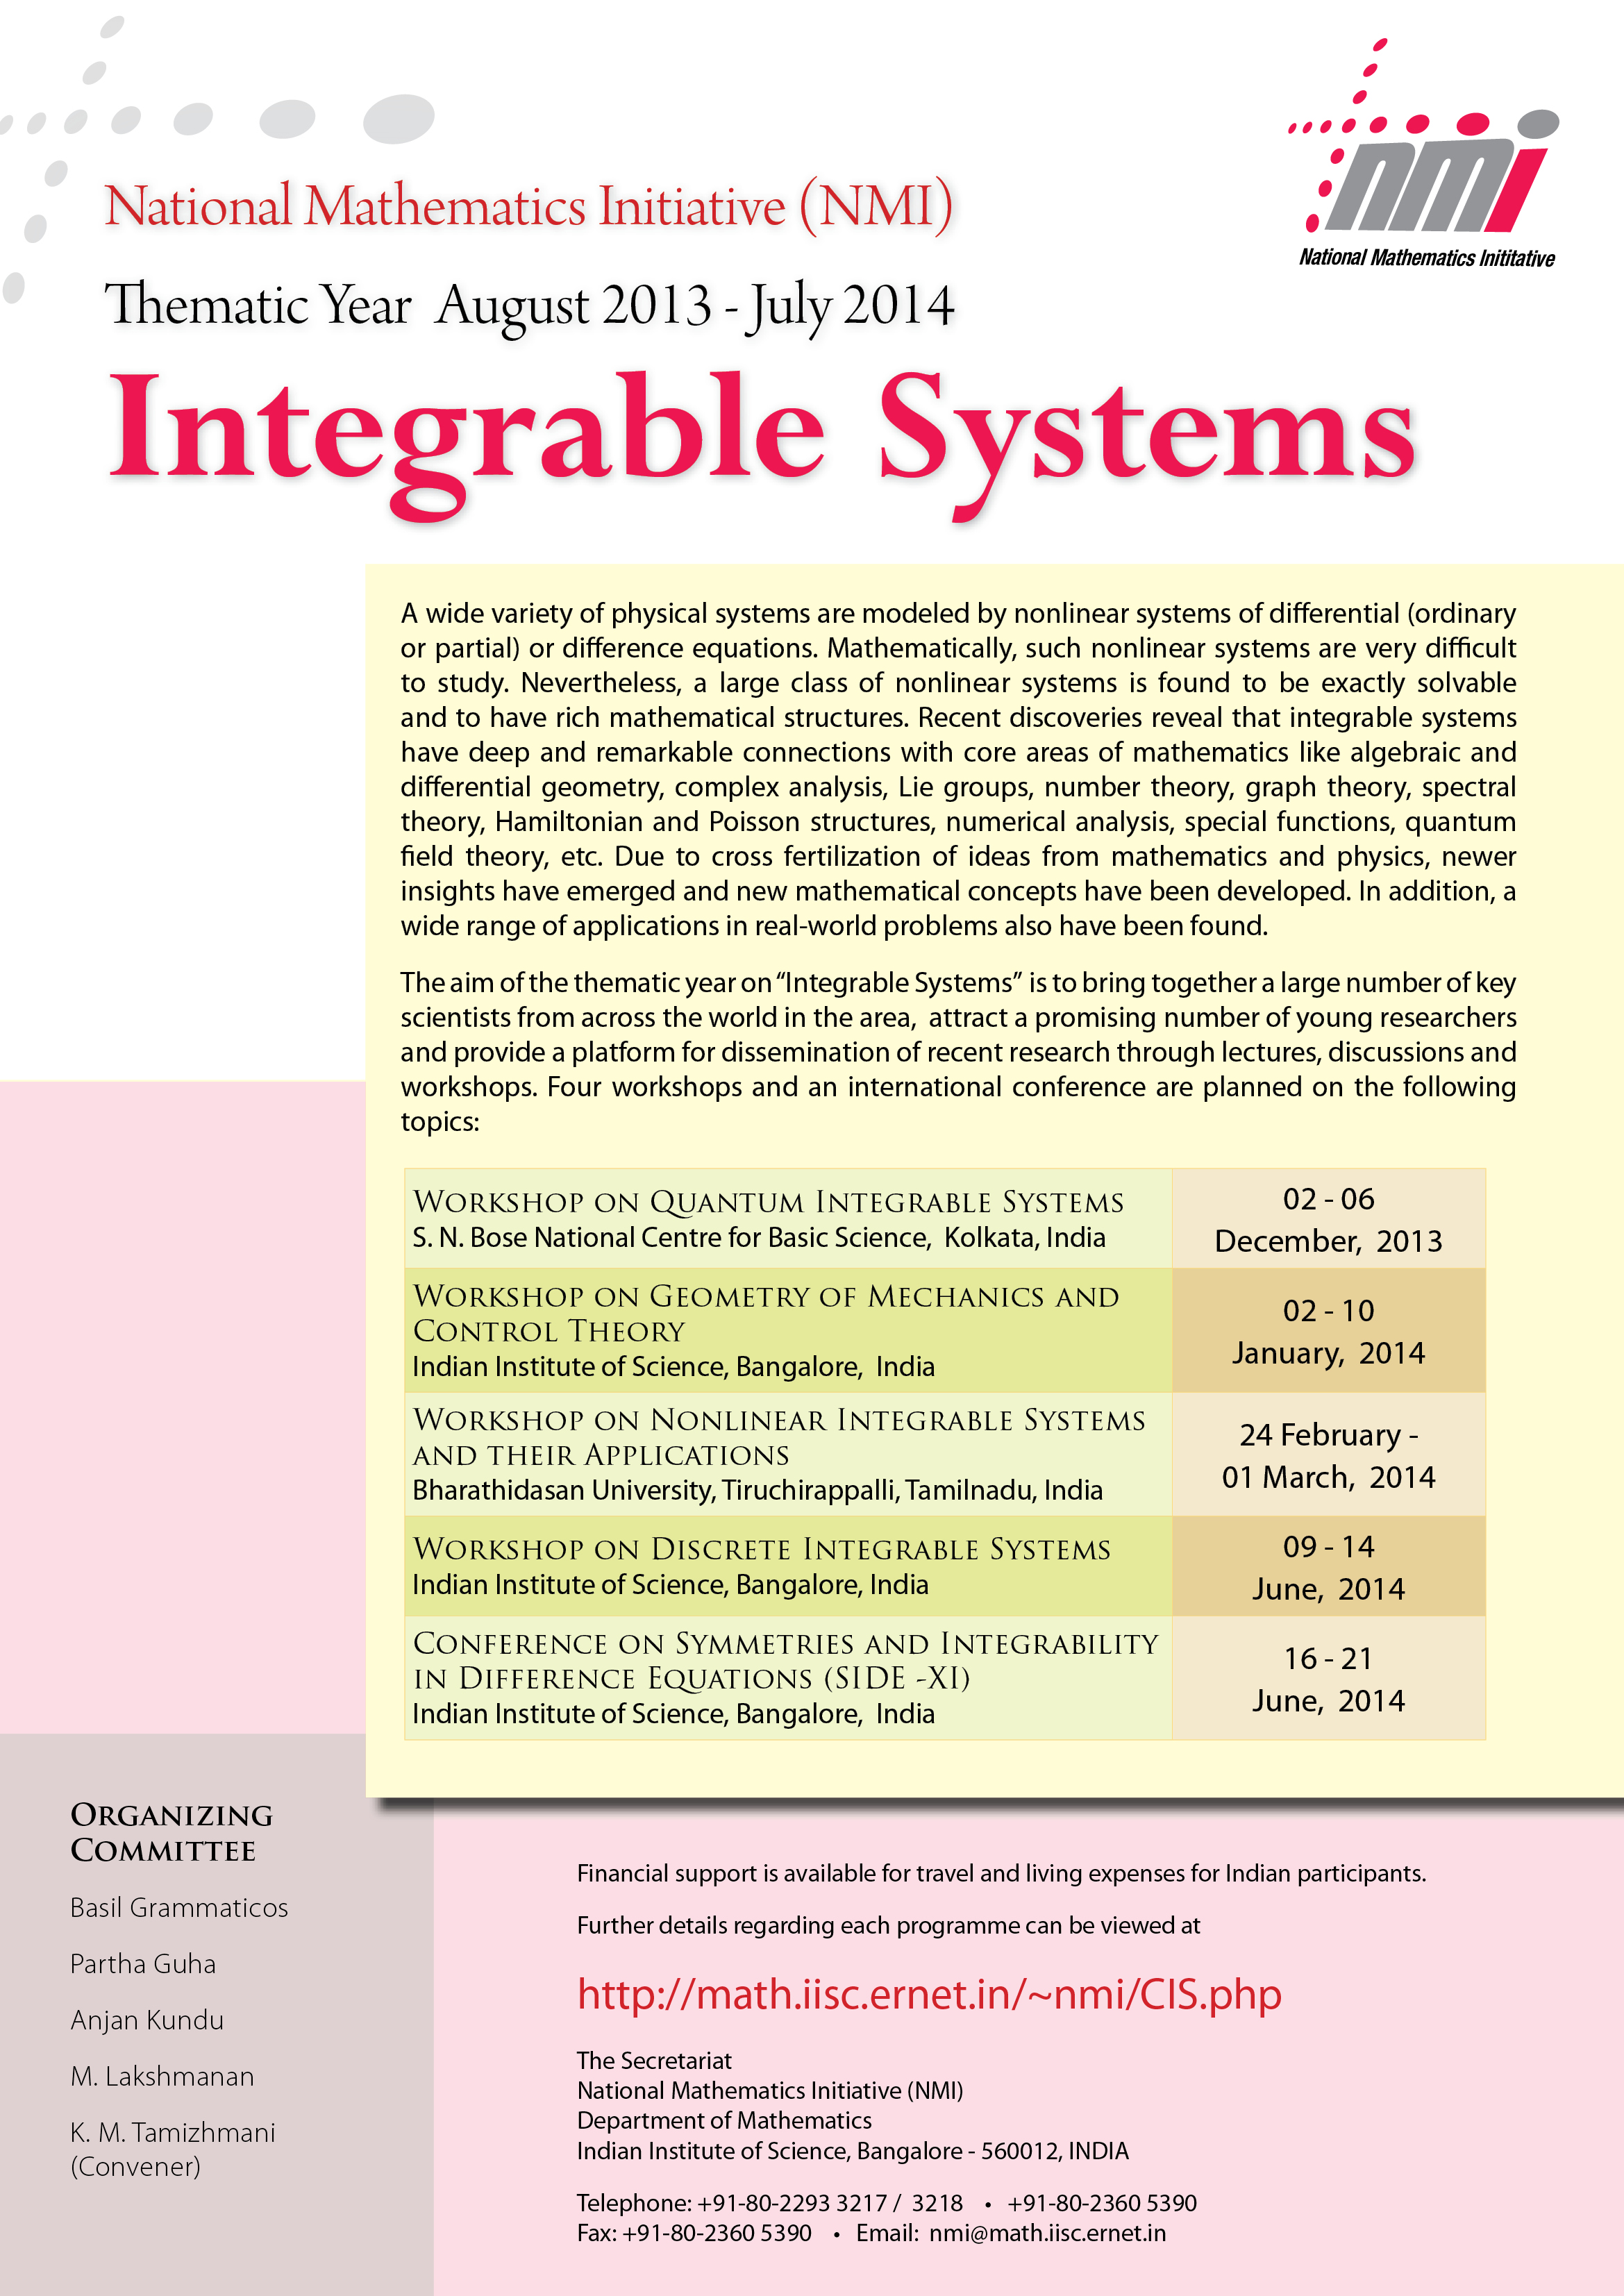 National Mathematics Initiative (NMI)
nmi
National Mathematics Inititative
Thematic Year August 2013 - July 2014
Integrable Systems
A wide variety of physical systems are modeled by nonlinear systems of differential (ordinary
or partial) or difference equations. Mathematically, such nonlinear systems are very difficult
to study. Nevertheless, a large class of nonlinear systems is found to be exactly solvable
and to have rich mathematical structures. Recent discoveries reveal that integrable systems
have deep and remarkable connections with core areas of mathematics like algebraic and
differential geometry, complex analysis, Lie groups, number theory, graph theory, spectral
theory, Hamiltonian and Poisson structures, numerical analysis, special functions, quantum
field theory, etc. Due to cross fertilization of ideas from mathematics and physics, newer
insights have emerged and new mathematical concepts have been developed. In addition, a
wide range of applications in real-world problems also have been found.
The aim of the thematic year on “Integrable Systems” is to bring together a large number of key
scientists from across the world in the area, attract a promising number of young researchers
and provide a platform for dissemination of recent research through lectures, discussions and
workshops. Four workshops and an international conference are planned on the following
topics:
Workshop on Quantum Integrable Systems
S. N. Bose National Centre for Basic Science, Kolkata, India
02 - 06
December, 2013
Workshop on Geometry of Mechanics and
Control Theory
Indian Institute of Science, Bangalore, India
02 - 10
January, 2014
Workshop on Nonlinear Integrable Systems
and their Applications
Bharathidasan University, Tiruchirappalli, Tamilnadu, India
24 February -
01 March, 2014
Workshop on Discrete Integrable Systems
Indian Institute of Science, Bangalore, India
09 - 14
June, 2014
Conference on Symmetries and Integrability
in Difference Equations (SIDE -XI)
Indian Institute of Science, Bangalore, India
16 - 21
June, 2014
Organizing
Committee
Basil Grammaticos
Partha Guha
Anjan Kundu
M. Lakshmanan
K. M. Tamizhmani
(Convener)
Financial support is available for travel and living expenses for Indian participants.
Further details regarding each programme can be viewed at
http://math.iisc.ernet.in/~nmi/CIS.php
The Secretariat
National Mathematics Initiative (NMI)
Department of Mathematics
Indian Institute of Science, Bangalore - 560012, INDIA
Telephone: +91-80-2293 3217 / 3218 • +91-80-2360 5390
Fax: +91-80-2360 5390 • Email: nmi@math.iisc.ernet.in